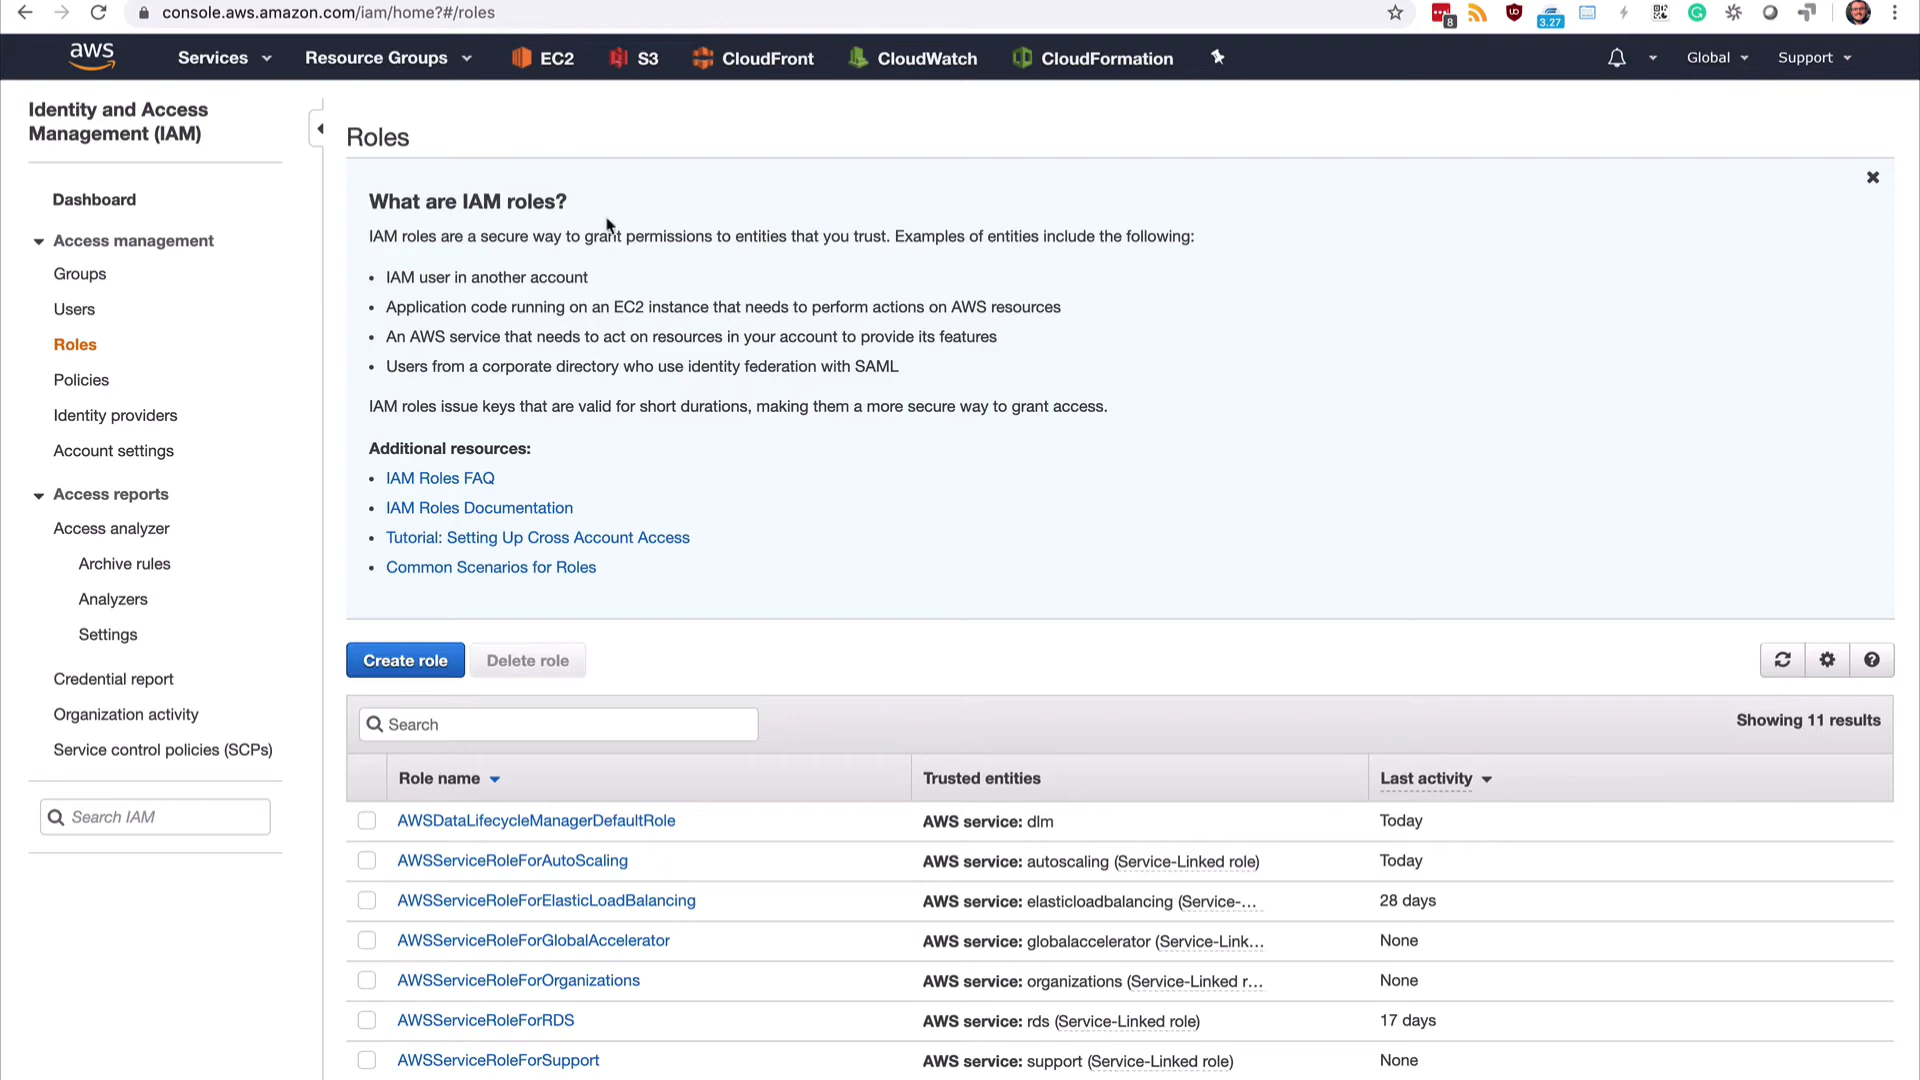 console.aws.amazon.com/iam/home?#/roles
8
3.27
aws
Services
Resource Groups
EC2
S3
CloudFront
CloudWatch
CloudFormation
Global
Support
Identity and Access
Management (IAM)
Dashboard
Access management
Groups
Users
Roles
Policies
Identity providers
Account settings
Access reports
Access analyzer
Archive rules
Analyzers
Settings
Credential report
Organization activity
Service control policies (SCPs)
Search IAM
Roles
What are IAM roles?
IAM roles are a secure way to grant permissions to entities that you trust. Examples of entities include the following:
• IAM user in another account
• Application code running on an EC2 instance that needs to perform actions on AWS resources
• An AWS service that needs to act on resources in your account to provide its features
• Users from a corporate directory who use identity federation with SAML
IAM roles issue keys that are valid for short durations, making them a more secure way to grant access.
Additional resources:
• IAM Roles FAQ
• IAM Roles Documentation
• Tutorial: Setting Up Cross Account Access
• Common Scenarios for Roles
Create role
Delete role
Search
Showing 11 results
Role name Trusted entities Last activity
AWSDataLifecycleManagerDefaultRole AWS service: dlm Today
AWSServiceRoleForAutoScaling AWS service: autoscaling (Service-Linked role) Today
AWSServiceRoleForElasticLoadBalancing AWS service: elasticloadbalancing (Service-... 28 days
AWSServiceRoleForGlobalAccelerator AWS service: globalaccelerator (Service-Link... None
AWSServiceRoleForOrganizations AWS service: organizations (Service-Linked r... None
AWSServiceRoleForRDS AWS service: rds (Service-Linked role) 17 days
AWSServiceRoleForSupport AWS service: support (Service-Linked role) None